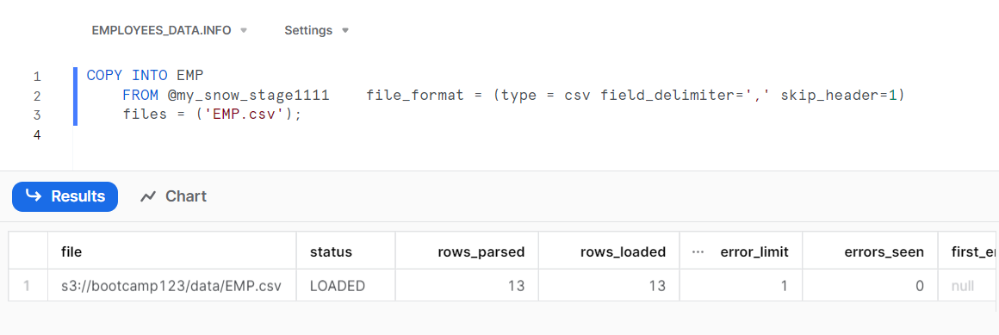 EMPLOYEES_DATA.INFO Settings
1 COPY INTO EMP
2 FROM @my_snow_stage1111 file_format = (type = csv field_delimiter=',' skip_header=1)
3 files = ('EMP.csv');
4
Results Chart
file status rows_parsed rows_loaded ... error_limit errors_seen first_e
1 s3://bootcamp123/data/EMP.csv LOADED 13 13 1 0 null